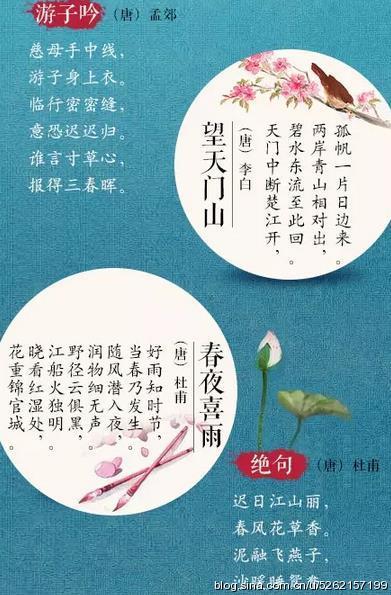 游子吟
（唐）孟郊
慈母手中线，
游子身上衣。
临行密密缝，
意恐迟迟归。
谁言寸草心，
报得三春晖。
望天门山
（唐）李白
天门中断楚江开，
碧水东流至此回。
两岸青山相对出，
孤帆一片日边来。
春夜喜雨
（唐）杜甫
好雨知时节，
当春乃发生。
随风潜入夜，
润物细无声。
野径云俱黑，
江船火独明。
晓看红湿处，
花重锦官城。
绝句
（唐）杜甫
迟日江山丽，
春风花草香。
泥融飞燕子，
沙暖睡鸳鸯
blog.sina.com.cn/u/5262157199